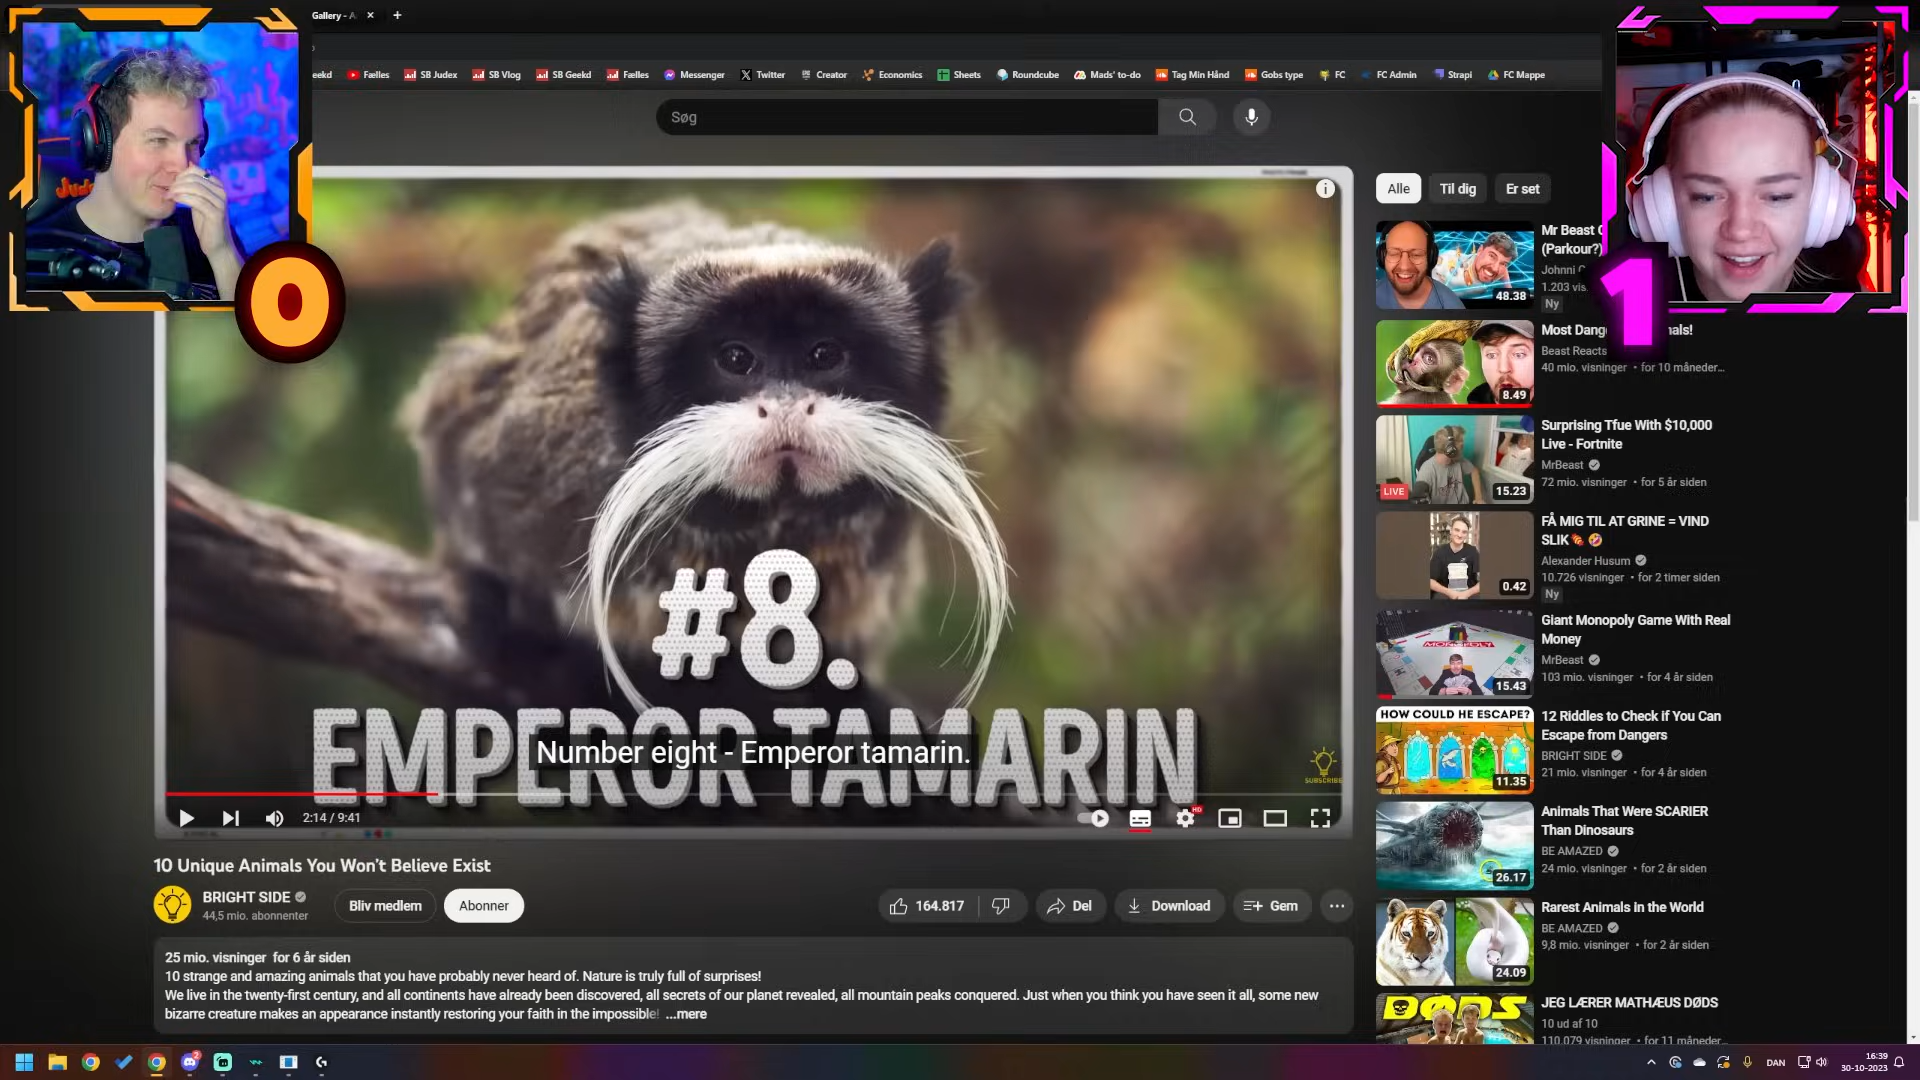 Gallery - A
eekd
Fælles
SB Judex
SB Vlog
SB Geekd
Fælles
Messenger
Twitter
Creator
Economics
Sheets
Roundcube
Mads' to-do
Tag Min Hånd
Gobs type
FC
FC Admin
Strapi
FC Mappe
Søg
0
1
#8.
EMPEROR TAMARIN
Number eight - Emperor tamarin.
SUBSCRIBE
2:14 / 9:41
HD
10 Unique Animals You Won't Believe Exist
BRIGHT SIDE
44,5 mio. abonnenter
Bliv medlem
Abonner
164.817
Del
Download
Gem
25 mio. visninger for 6 år siden
10 strange and amazing animals that you have probably never heard of. Nature is truly full of surprises!
We live in the twenty-first century, and all continents have already been discovered, all secrets of our planet revealed, all mountain peaks conquered. Just when you think you have seen it all, some new
bizarre creature makes an appearance instantly restoring your faith in the impossible! ...mere
Alle
Til dig
Er set
Mr Beast
(Parkour?)
Johnni
1.203 vis
Ny
48.38
Most Dang nals!
Beast Reacts
40 mio. visninger • for 10 måneder...
8.49
Surprising Tfue With $10,000
Live - Fortnite
MrBeast
72 mio. visninger • for 5 år siden
LIVE
15.23
FÅ MIG TIL AT GRINE = VIND
SLIK
Alexander Husum
10.726 visninger • for 2 timer siden
Ny
0.42
Giant Monopoly Game With Real
Money
MrBeast
103 mio. visninger • for 4 år siden
MONOPOLY
15.43
HOW COULD HE ESCAPE?
12 Riddles to Check if You Can
Escape from Dangers
BRIGHT SIDE
21 mio. visninger • for 4 år siden
11.35
Animals That Were SCARIER
Than Dinosaurs
BE AMAZED
24 mio. visninger • for 2 år siden
26.17
Rarest Animals in the World
BE AMAZED
9,8 mio. visninger • for 2 år siden
24.09
DØDS
JEG LÆRER MATHÆUS DØDS
10 ud af 10
110.079 visninger • for 11 måneder...
DAN
16:39
30-10-2023